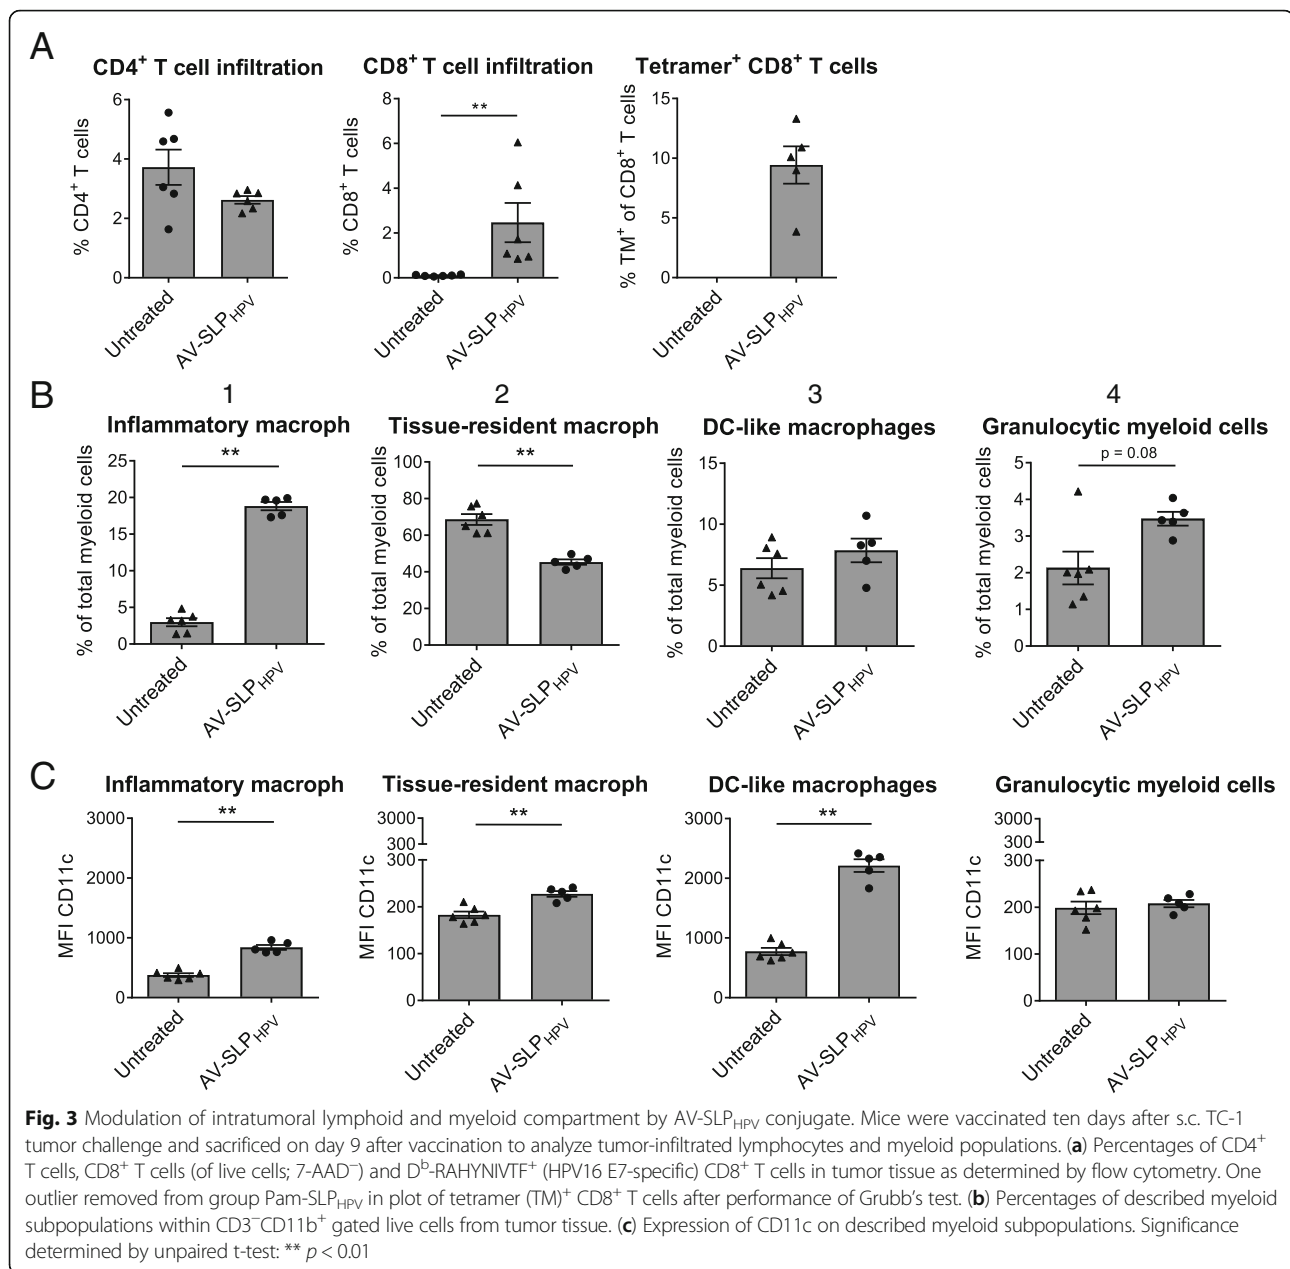 A
CD4+ T cell infiltration
CD8+ T cell infiltration
Tetramer+ CD8+ T cells
% CD4+ T cells
6
4
2
0
Untreated
AV-SLPHPV
% CD8+ T cells
8
6
4
2
0
**
Untreated
AV-SLPHPV
% TM+ of CD8+ T cells
15
10
5
0
Untreated
AV-SLPHPV
B
1
2
3
4
Inflammatory macroph
Tissue-resident macroph
DC-like macrophages
Granulocytic myeloid cells
% of total myeloid cells
25
20
15
10
5
0
**
Untreated
AV-SLPHPV
% of total myeloid cells
100
80
60
40
20
0
**
Untreated
AV-SLPHPV
% of total myeloid cells
15
10
5
0
Untreated
AV-SLPHPV
% of total myeloid cells
5
4
3
2
1
0
p = 0.08
Untreated
AV-SLPHPV
C
Inflammatory macroph
Tissue-resident macroph
DC-like macrophages
Granulocytic myeloid cells
MFI CD11c
3000
2000
1000
0
**
Untreated
AV-SLPHPV
MFI CD11c
3000
300
300
200
100
0
**
Untreated
AV-SLPHPV
MFI CD11c
3000
2000
1000
0
**
Untreated
AV-SLPHPV
MFI CD11c
3000
300
300
200
100
0
Untreated
AV-SLPHPV
Fig. 3 Modulation of intratumoral lymphoid and myeloid compartment by AV-SLPHPV conjugate. Mice were vaccinated ten days after s.c. TC-1
tumor challenge and sacrificed on day 9 after vaccination to analyze tumor-infiltrated lymphocytes and myeloid populations. (a) Percentages of CD4+
T cells, CD8+ T cells (of live cells; 7-AAD−) and Db-RAHYNIVTF+ (HPV16 E7-specific) CD8+ T cells in tumor tissue as determined by flow cytometry. One
outlier removed from group Pam-SLPHPV in plot of tetramer (TM)+ CD8+ T cells after performance of Grubb's test. (b) Percentages of described myeloid
subpopulations within CD3−CD11b+ gated live cells from tumor tissue. (c) Expression of CD11c on described myeloid subpopulations. Significance
determined by unpaired t-test: ** p < 0.01